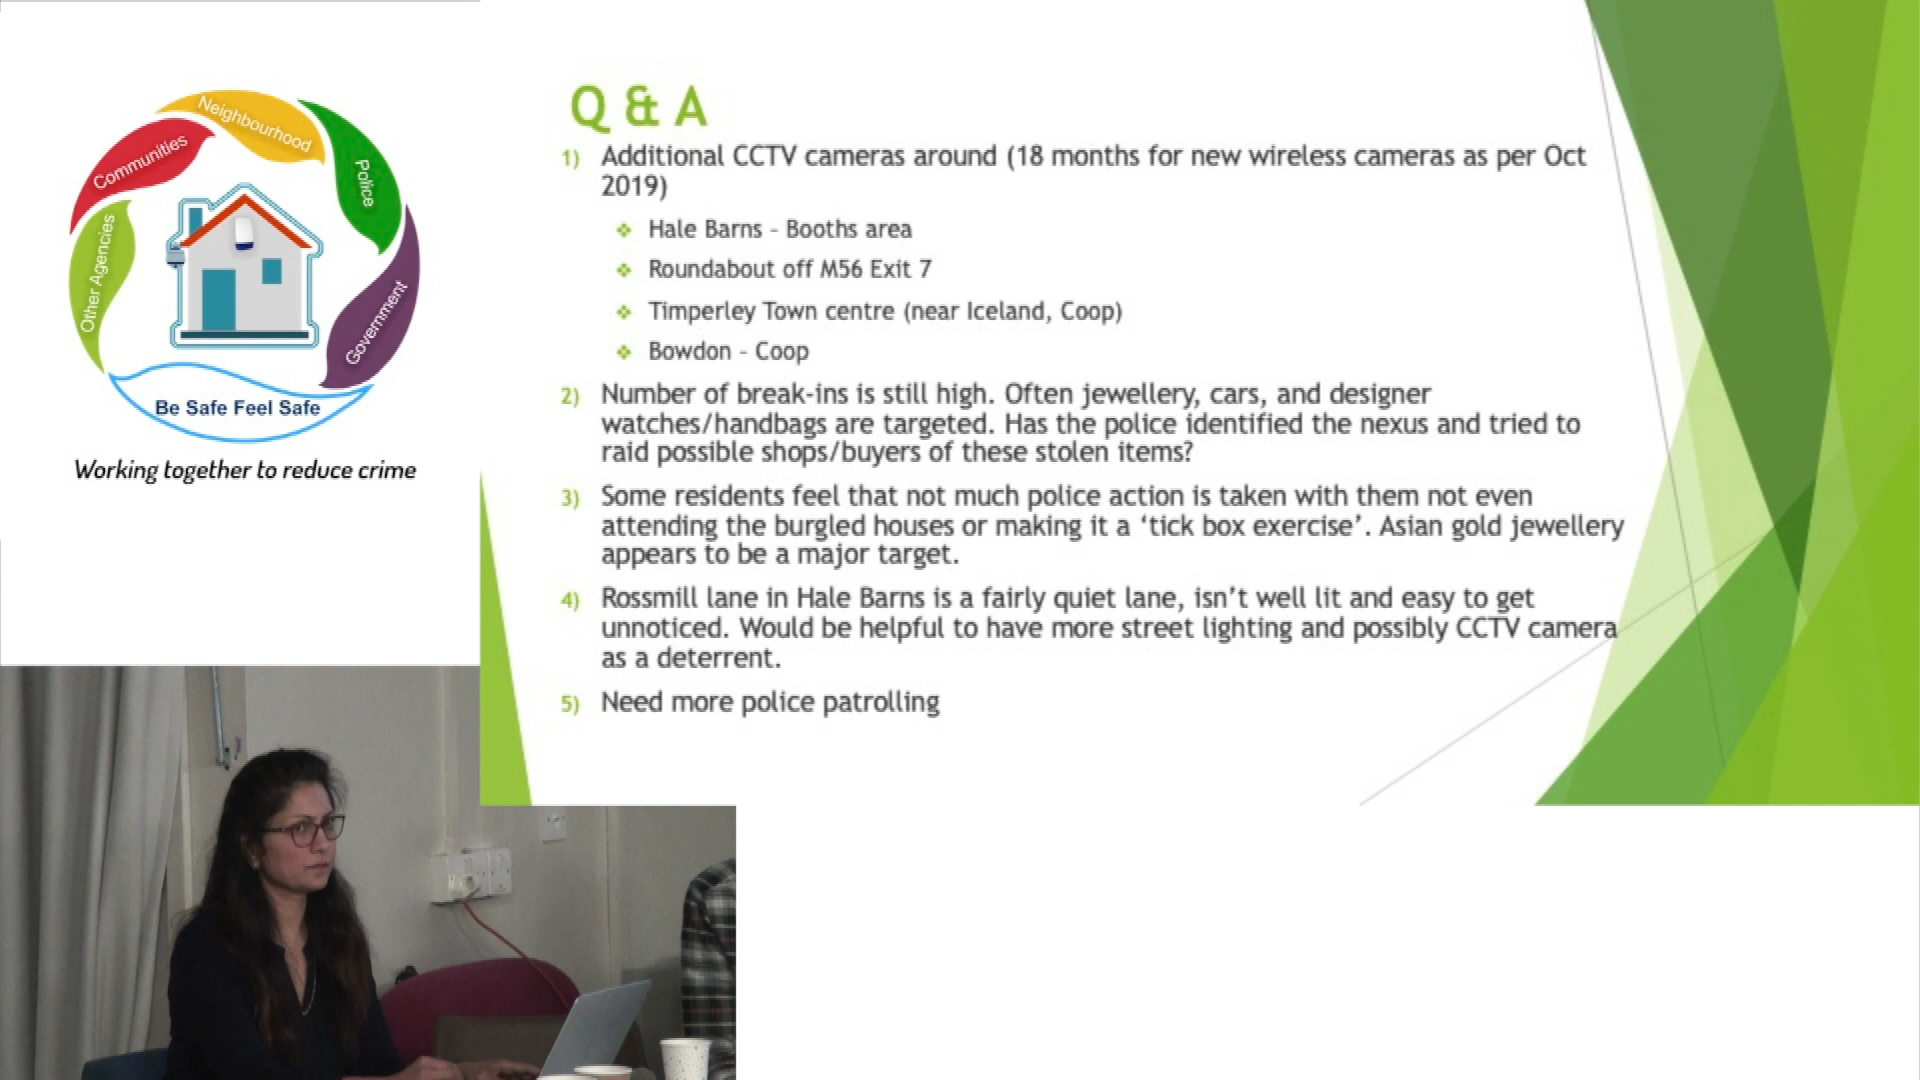 Neighbourhood
Communities
Police
Other Agencies
Government
Be Safe Feel Safe
Working together to reduce crime
Q & A
1) Additional CCTV cameras around (18 months for new wireless cameras as per Oct
2019)
❖ Hale Barns - Booths area
❖ Roundabout off M56 Exit 7
❖ Timperley Town centre (near Iceland, Coop)
❖ Bowdon - Coop
2) Number of break-ins is still high. Often jewellery, cars, and designer
watches/handbags are targeted. Has the police identified the nexus and tried to
raid possible shops/buyers of these stolen items?
3) Some residents feel that not much police action is taken with them not even
attending the burgled houses or making it a ‘tick box exercise’. Asian gold jewellery
appears to be a major target.
4) Rossmill lane in Hale Barns is a fairly quiet lane, isn’t well lit and easy to get
unnoticed. Would be helpful to have more street lighting and possibly CCTV camera
as a deterrent.
5) Need more police patrolling